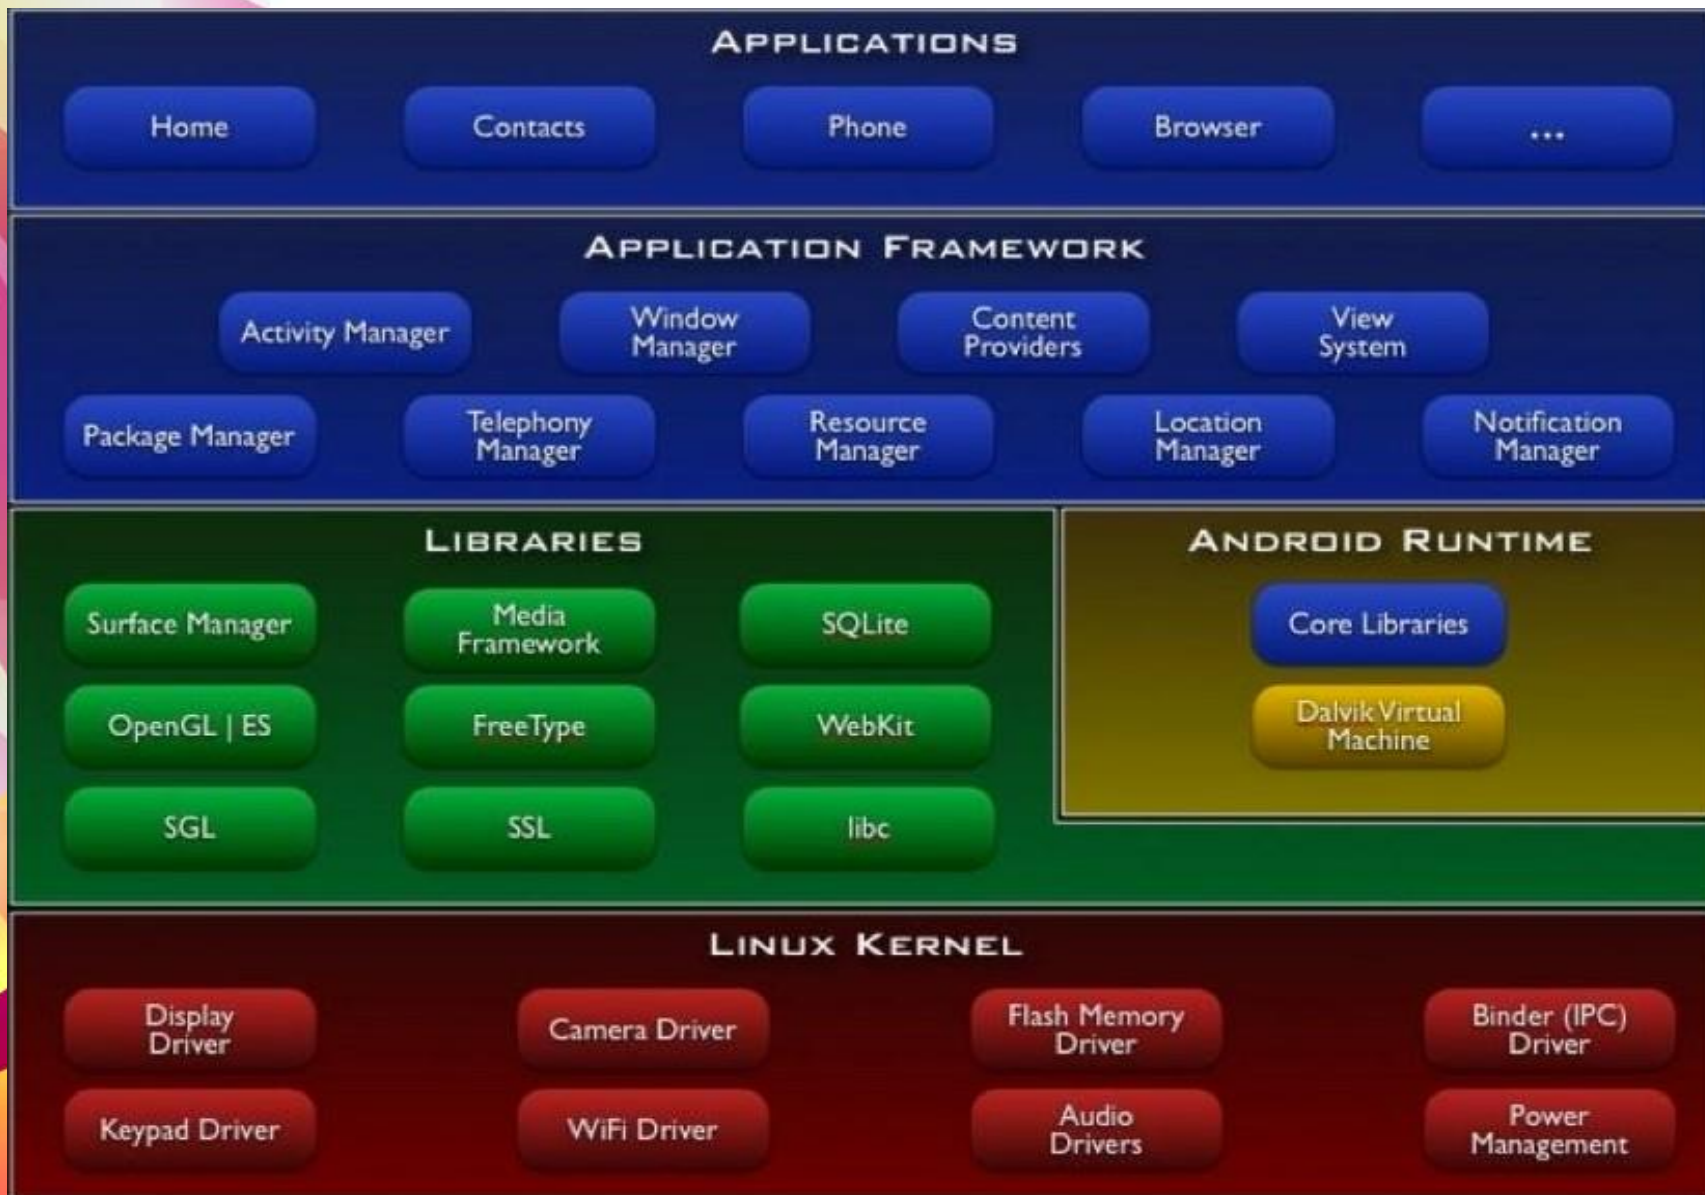 APPLICATIONS
Home
Contacts
Phone
Browser
...
APPLICATION FRAMEWORK
Activity Manager
Window
Manager
Content
Providers
View
System
Package Manager
Telephony
Manager
Resource
Manager
Location
Manager
Notification
Manager
LIBRARIES
Surface Manager
Media
Framework
SQLite
OpenGL | ES
FreeType
WebKit
SGL
SSL
libc
ANDROID RUNTIME
Core Libraries
Dalvik Virtual
Machine
LINUX KERNEL
Display
Driver
Camera Driver
Flash Memory
Driver
Binder (IPC)
Driver
Keypad Driver
WiFi Driver
Audio
Drivers
Power
Management